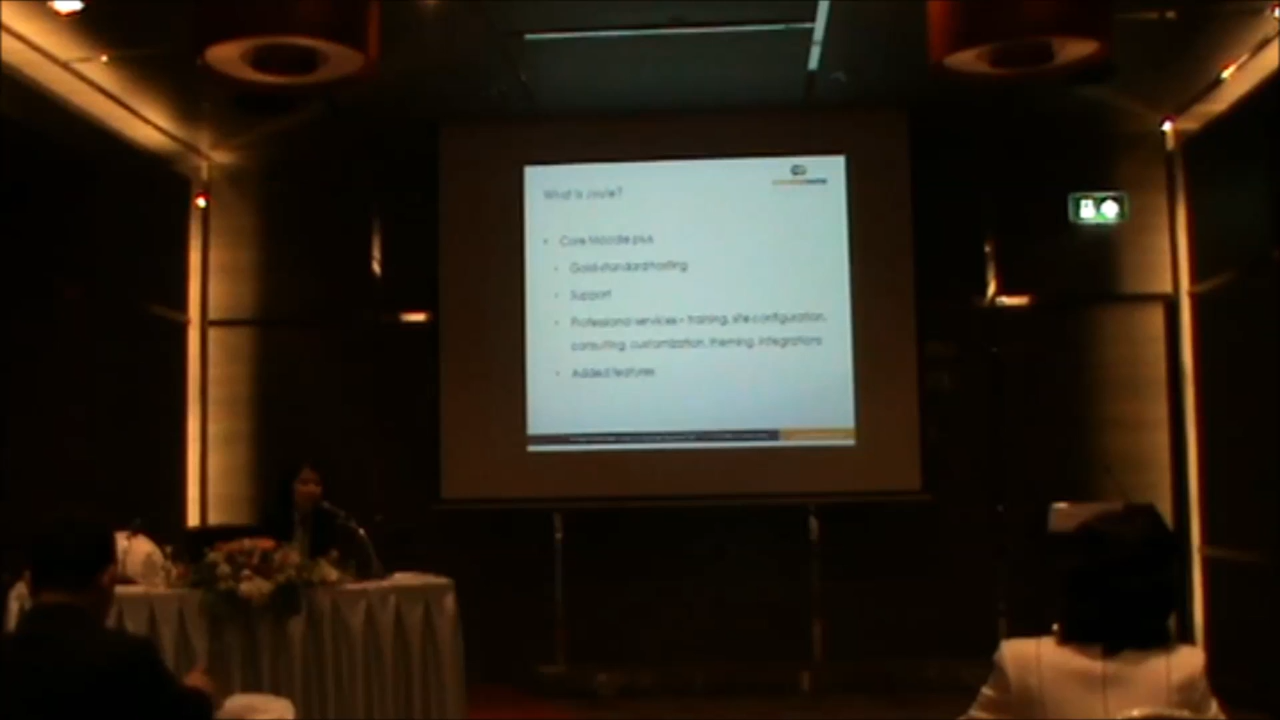 What is Joule?
• Core Moodle plus
• Gold-standard hosting
• Support
• Professional services – training, site configuration,
consulting, customization, theming, integrations
• Added features